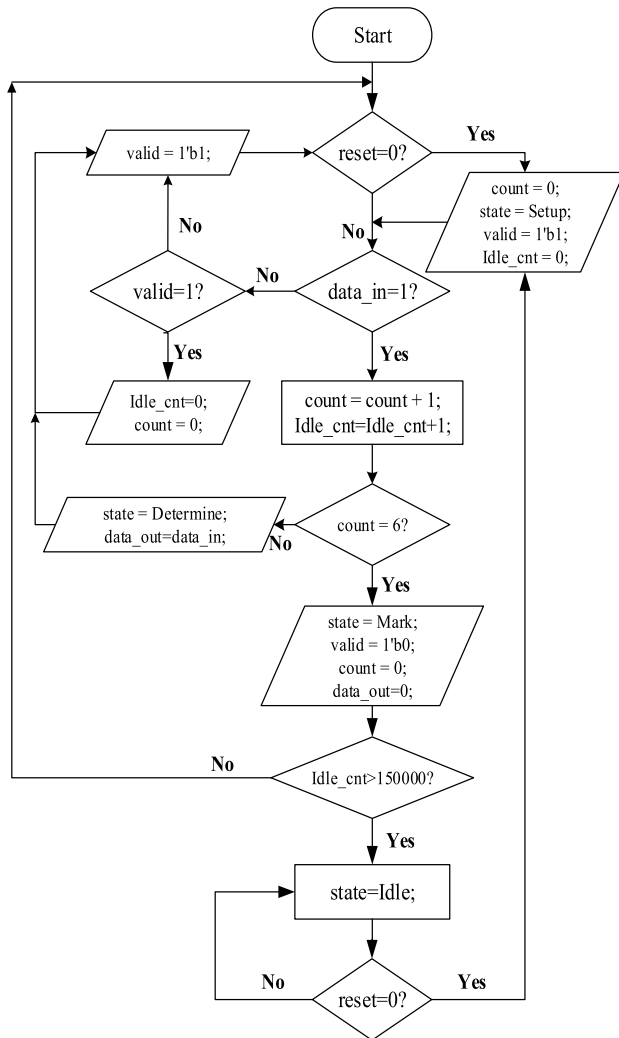 Start
reset=0?
Yes
No
valid = 1'b1;
count = 0;
state = Setup;
valid = 1'b1;
Idle_cnt = 0;
No
valid=1?
No
data_in=1?
Yes
Yes
Idle_cnt=0;
count = 0;
count = count + 1;
Idle_cnt=Idle_cnt+1;
state = Determine;
data_out=data_in;
No
count = 6?
Yes
state = Mark;
valid = 1'b0;
count = 0;
data_out=0;
No
Idle_cnt>150000?
Yes
state=Idle;
No
reset=0?
Yes